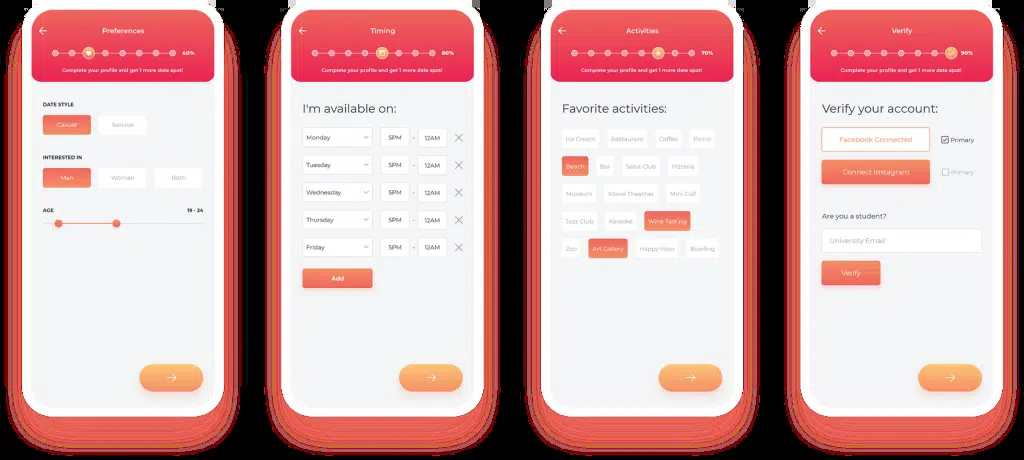 Preferences
40%
Complete your profile and get 1 more date spot!
DATE STYLE
Casual Serious
INTERESTED IN
Man Woman Both
AGE 19 - 24
Timing
60%
Complete your profile and get 1 more date spot!
I'm available on:
Monday 5PM - 12AM
Tuesday 5PM - 12AM
Wednesday 5PM - 12AM
Thursday 5PM - 12AM
Friday 5PM - 12AM
Add
Activities
70%
Complete your profile and get 1 more date spot!
Favorite activities:
Ice Cream Restaurant Coffee Picnic
Beach Bar Salsa Club Pizzeria
Museum Movie Theather Mini Golf
Jazz Club Karaoke Wine Tasting
Zoo Art Gallery Happy Hour Bowling
Verify
90%
Complete your profile and get 1 more date spot!
Verify your account:
Facebook Connected Primary
Connect Instagram Primary
Are you a student?
University Email
Verify